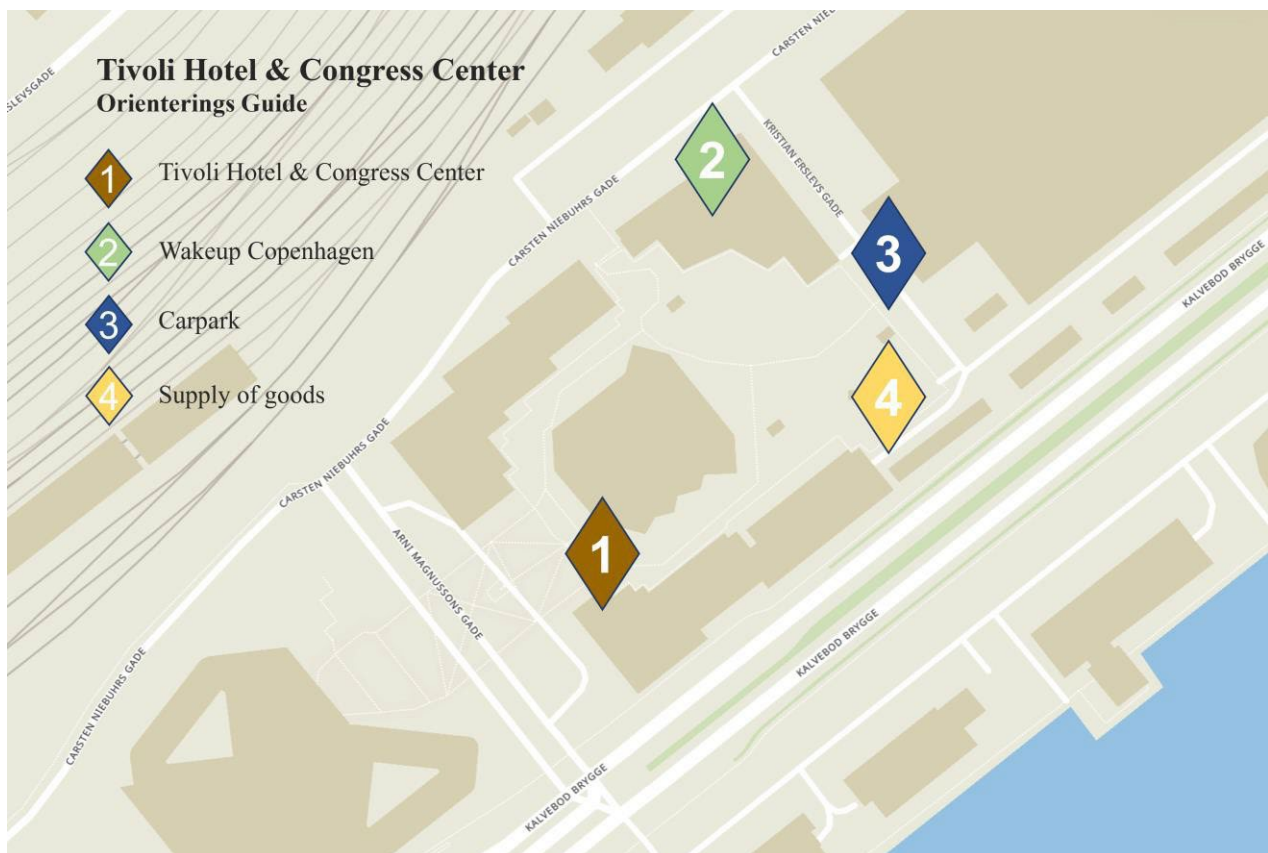 Tivoli Hotel & Congress Center
Orienterings Guide
1 Tivoli Hotel & Congress Center
2 Wakeup Copenhagen
3 Carpark
4 Supply of goods
CARSTEN NIEBUHRS GADE
KRISTIAN ERSLEVS GADE
2
3
CARSTEN NIEBUHRS GADE
KALVEBOD BRYGGE
4
CARSTEN NIEBUHRS GADE
1
ARNI MAGNUSSONS GADE
KALVEBOD BRYGGE
CARSTEN NIEBUHRS GADE
KALVEBOD BRYGGE